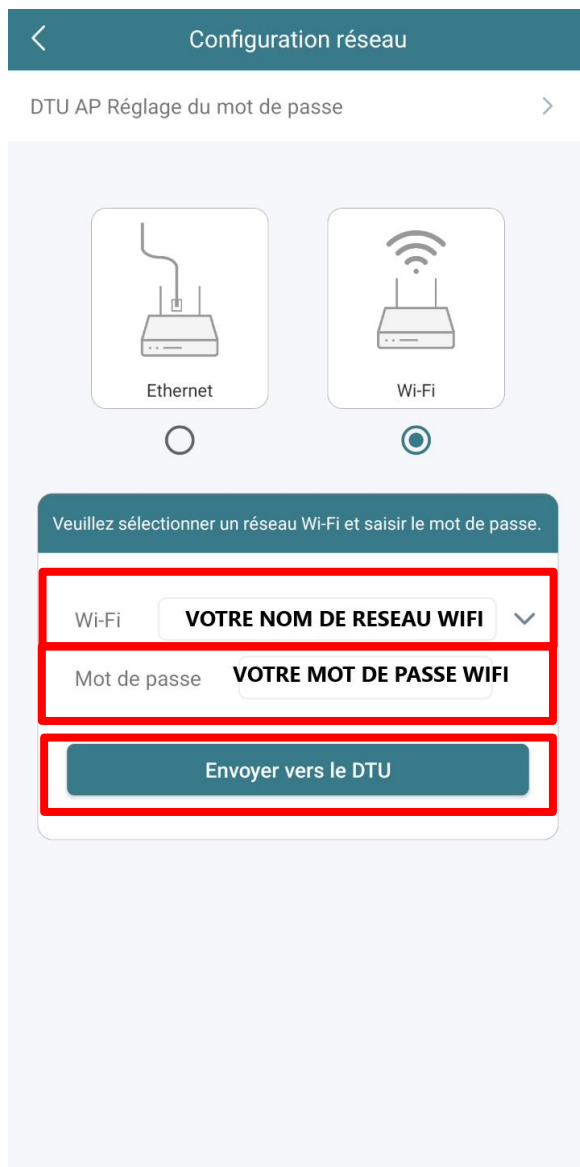 Configuration réseau
DTU AP Réglage du mot de passe
Ethernet
Wi-Fi
Veuillez sélectionner un réseau Wi-Fi et saisir le mot de passe.
Wi-Fi VOTRE NOM DE RESEAU WIFI
Mot de passe VOTRE MOT DE PASSE WIFI
Envoyer vers le DTU